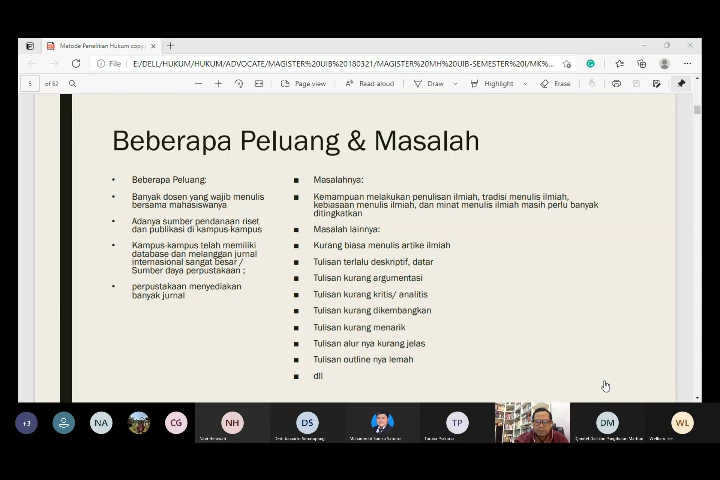 Metode Penelitian Hukum copy
File
E:/DELL/HUKUM/HUKUM/ADVOCATE/MAGISTER%20UIB%20180321/MAGISTER%20MH%20UIB-SEMESTER%20I/MK%...
5 of 52
Page view
Read aloud
Draw
Highlight
Erase
Beberapa Peluang & Masalah
• Beberapa Peluang:
• Banyak dosen yang wajib menulis
bersama mahasiswanya
• Adanya sumber pendanaan riset
dan publikasi di kampus-kampus
• Kampus-kampus telah memiliki
database dan melanggan jurnal
internasional sangat besar /
Sumber daya perpustakaan ;
• perpustakaan menyediakan
banyak jurnal
■ Masalahnya:
■ Kemampuan melakukan penulisan ilmiah, tradisi menulis ilmiah,
kebiasaan menulis ilmiah, dan minat menulis ilmiah masih perlu banyak
ditingkatkan
■ Masalah lainnya:
■ Kurang biasa menulis artike ilmiah
■ Tulisan terlalu deskriptif, datar
■ Tulisan kurang argumentasi
■ Tulisan kurang kritis/ analitis
■ Tulisan kurang dikembangkan
■ Tulisan kurang menarik
■ Tulisan alur nya kurang jelas
■ Tulisan outline nya lemah
■ dll
+3
NA
CG
NH
DS
TP
DM
WL